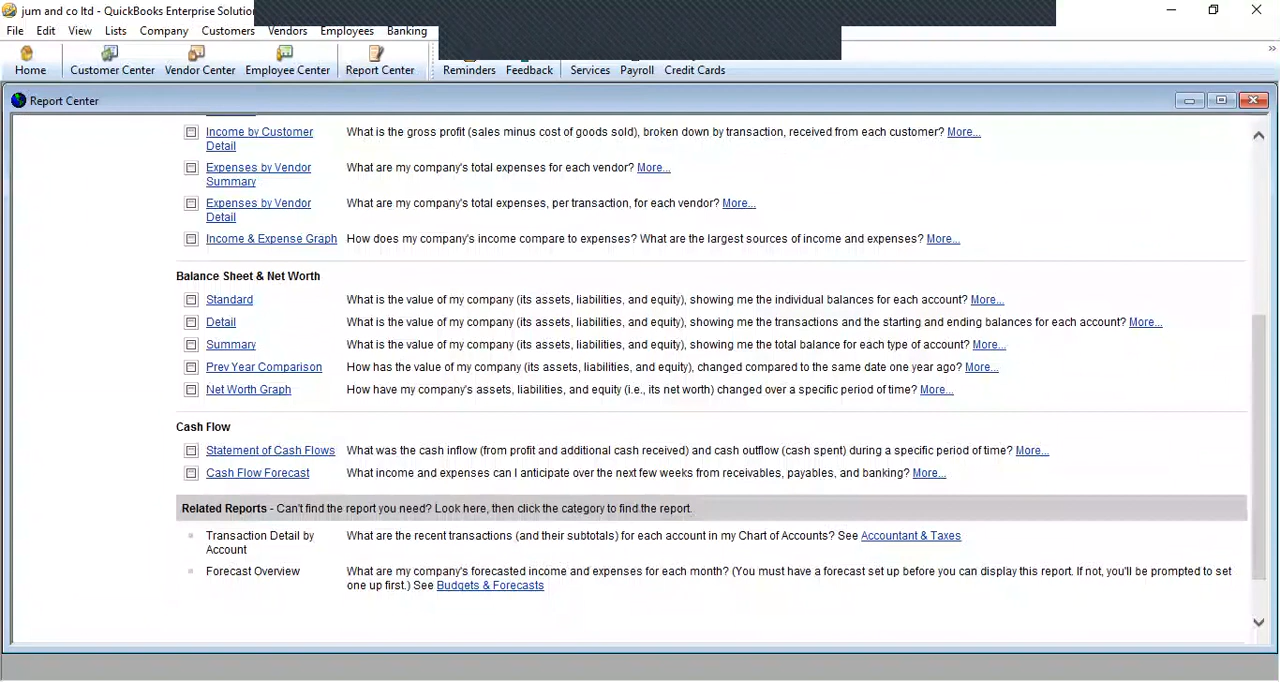 jum and co ltd - QuickBooks Enterprise Solution
File Edit View Lists Company Customers Vendors Employees Banking
Home Customer Center Vendor Center Employee Center Report Center Reminders Feedback Services Payroll Credit Cards
Report Center
Income by Customer What is the gross profit (sales minus cost of goods sold), broken down by transaction, received from each customer? More...
Detail
Expenses by Vendor What are my company's total expenses for each vendor? More...
Summary
Expenses by Vendor What are my company's total expenses, per transaction, for each vendor? More...
Detail
Income & Expense Graph How does my company's income compare to expenses? What are the largest sources of income and expenses? More...
Balance Sheet & Net Worth
Standard What is the value of my company (its assets, liabilities, and equity), showing me the individual balances for each account? More...
Detail What is the value of my company (its assets, liabilities, and equity), showing me the transactions and the starting and ending balances for each account? More...
Summary What is the value of my company (its assets, liabilities, and equity), showing me the total balance for each type of account? More...
Prev Year Comparison How has the value of my company (its assets, liabilities, and equity), changed compared to the same date one year ago? More...
Net Worth Graph How have my company's assets, liabilities, and equity (i.e., its net worth) changed over a specific period of time? More...
Cash Flow
Statement of Cash Flows What was the cash inflow (from profit and additional cash received) and cash outflow (cash spent) during a specific period of time? More...
Cash Flow Forecast What income and expenses can I anticipate over the next few weeks from receivables, payables, and banking? More...
Related Reports - Can't find the report you need? Look here, then click the category to find the report.
Transaction Detail by What are the recent transactions (and their subtotals) for each account in my Chart of Accounts? See Accountant & Taxes
Account
Forecast Overview What are my company's forecasted income and expenses for each month? (You must have a forecast set up before you can display this report. If not, you'll be prompted to set
one up first.) See Budgets & Forecasts